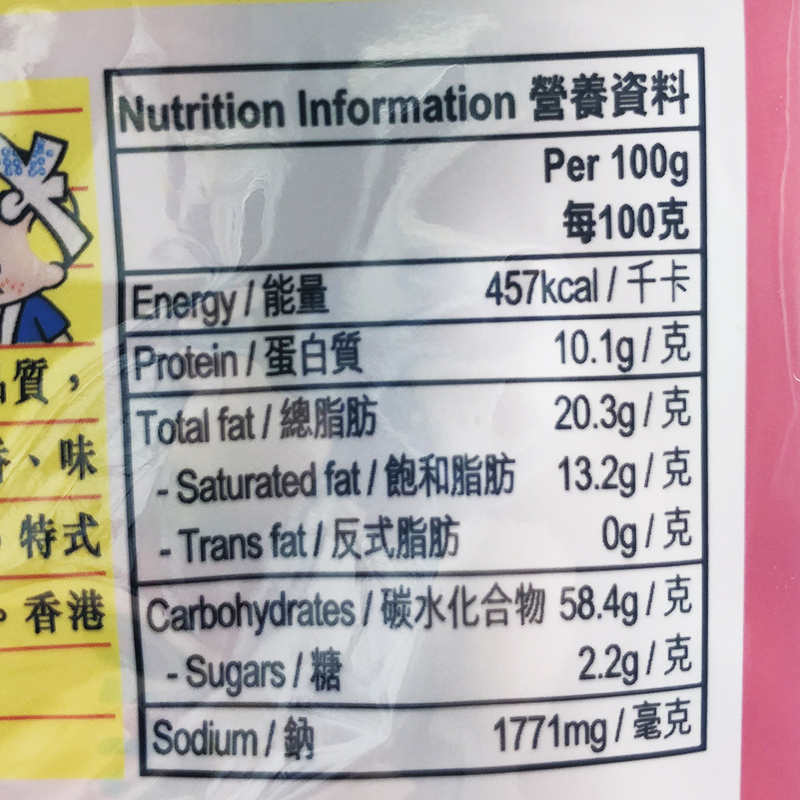 Nutrition Information 營養資料
Per 100g
每100克
Energy / 能量 457kcal / 千卡
Protein / 蛋白質 10.1g / 克
Total fat / 總脂肪 20.3g / 克
- Saturated fat / 飽和脂肪 13.2g / 克
- Trans fat / 反式脂肪 0g / 克
Carbohydrates / 碳水化合物 58.4g / 克
- Sugars / 糖 2.2g / 克
Sodium / 鈉 1771mg / 毫克
質，
、味
特式
。香港